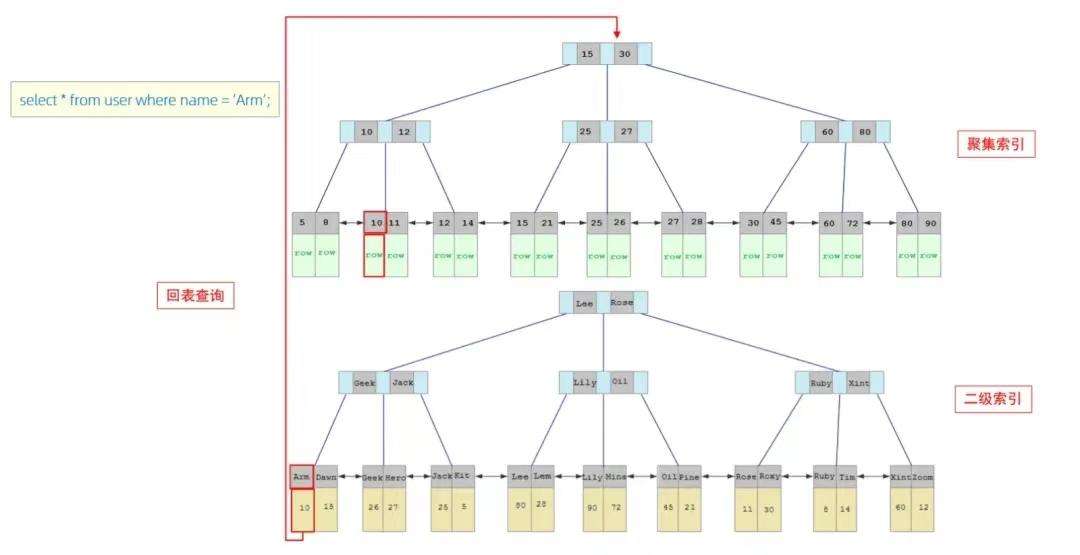 15 30
select * from user where name = 'Arm';
10 12
25 27
60 80
聚集索引
5 8 10 11 12 14 15 21 25 26 27 28 30 45 60 72 80 90
row row row row row row row row row row row row row row row row row row
回表查询
Lee Rose
Geek Jack
Lily Oil
Ruby Xint
二级索引
Arm Dawn Geek Hero Jack Kit Lee Lem Lily Mina Oil Pine Rose Roxy Ruby Tim Xint Zoom
10 15 26 27 25 5 80 28 90 72 45 21 11 30 8 14 60 12